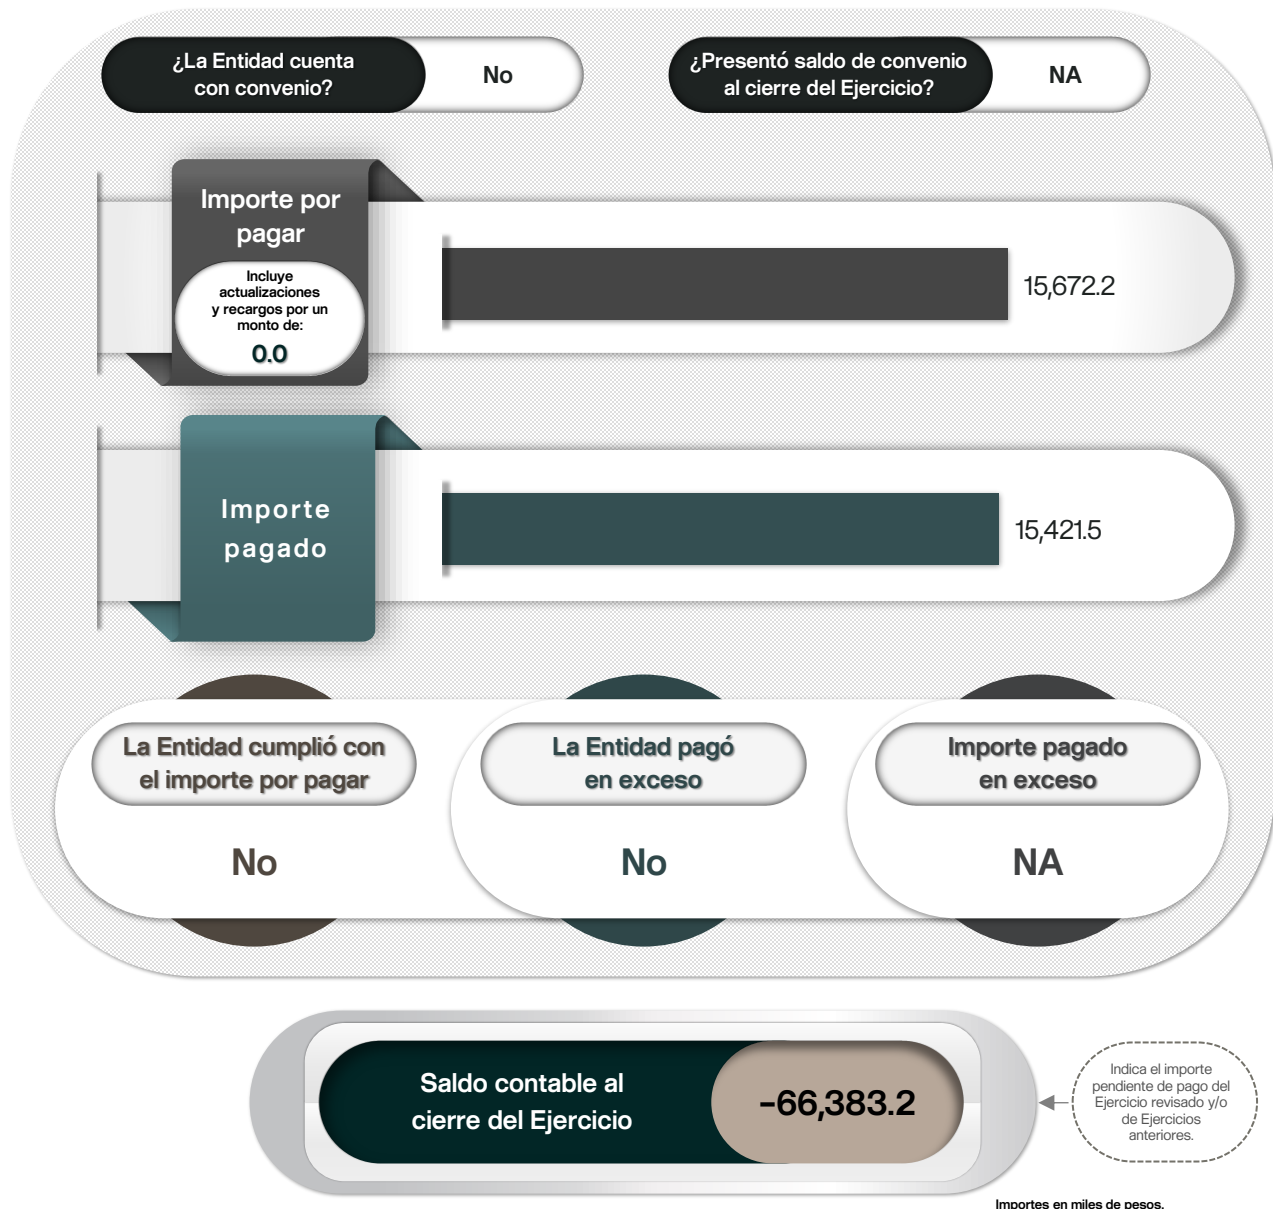 ¿La Entidad cuenta
con convenio?
No
¿Presentó saldo de convenio
al cierre del Ejercicio?
NA
Importe por
pagar
Incluye
actualizaciones
y recargos por un
monto de:
0.0
15,672.2
Importe
pagado
15,421.5
La Entidad cumplió con
el importe por pagar
No
La Entidad pagó
en exceso
No
Importe pagado
en exceso
NA
Saldo contable al
cierre del Ejercicio
-66,383.2
Indica el importe
pendiente de pago del
Ejercicio revisado y/o
de Ejercicios
anteriores.
Importes en miles de pesos.